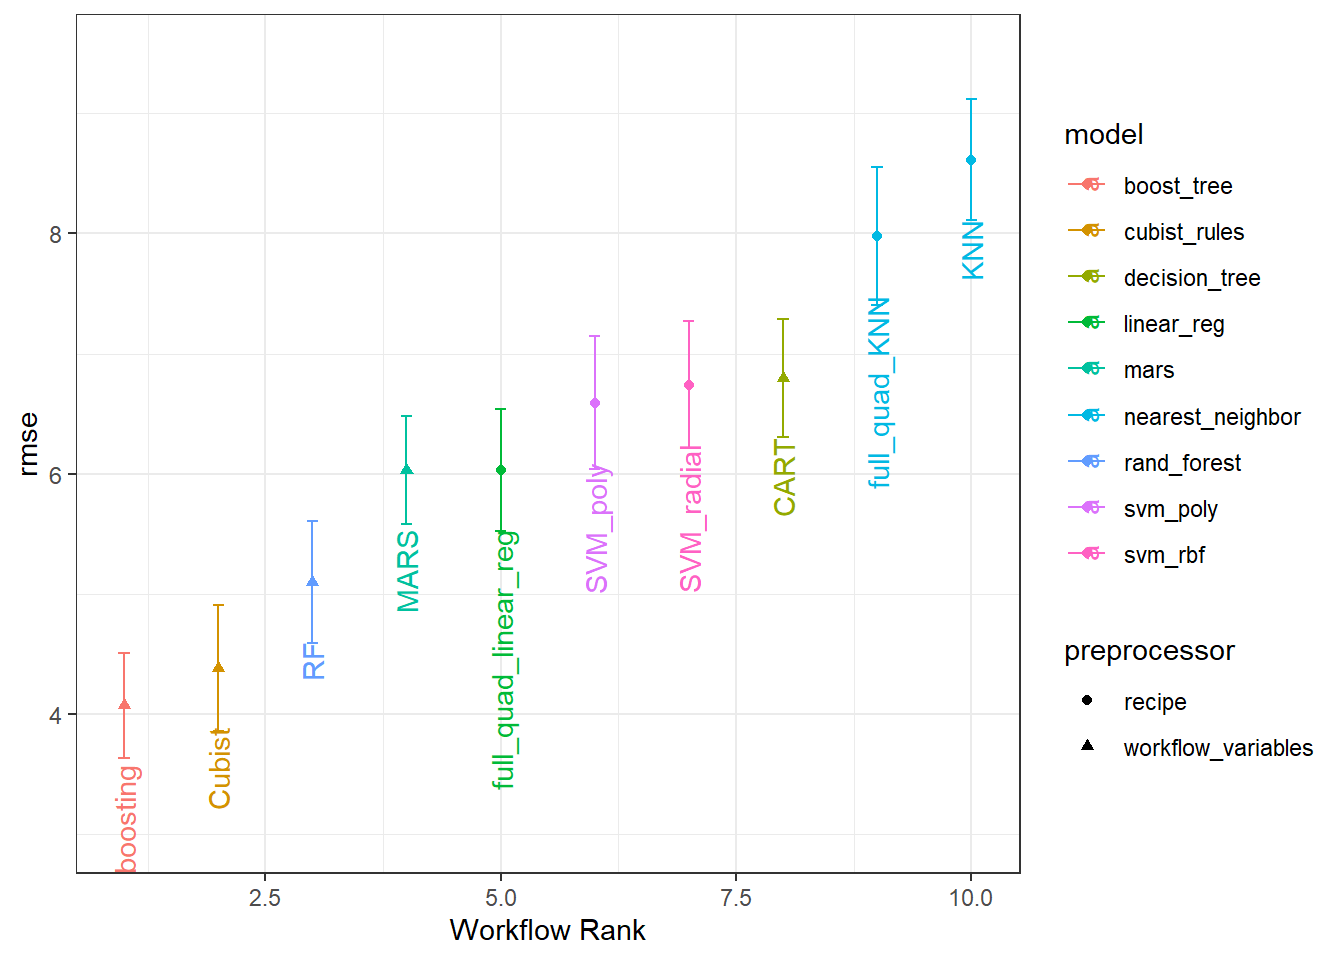 rmse
8
6
4
boosting
Cubist
RF
MARS
full_quad_linear_reg
SVM_poly
SVM_radial
CART
full_quad_KNN
KNN
2.5
5.0
7.5
10.0
Workflow Rank
model
boost_tree
cubist_rules
decision_tree
linear_reg
mars
nearest_neighbor
rand_forest
svm_poly
svm_rbf
preprocessor
recipe
workflow_variables